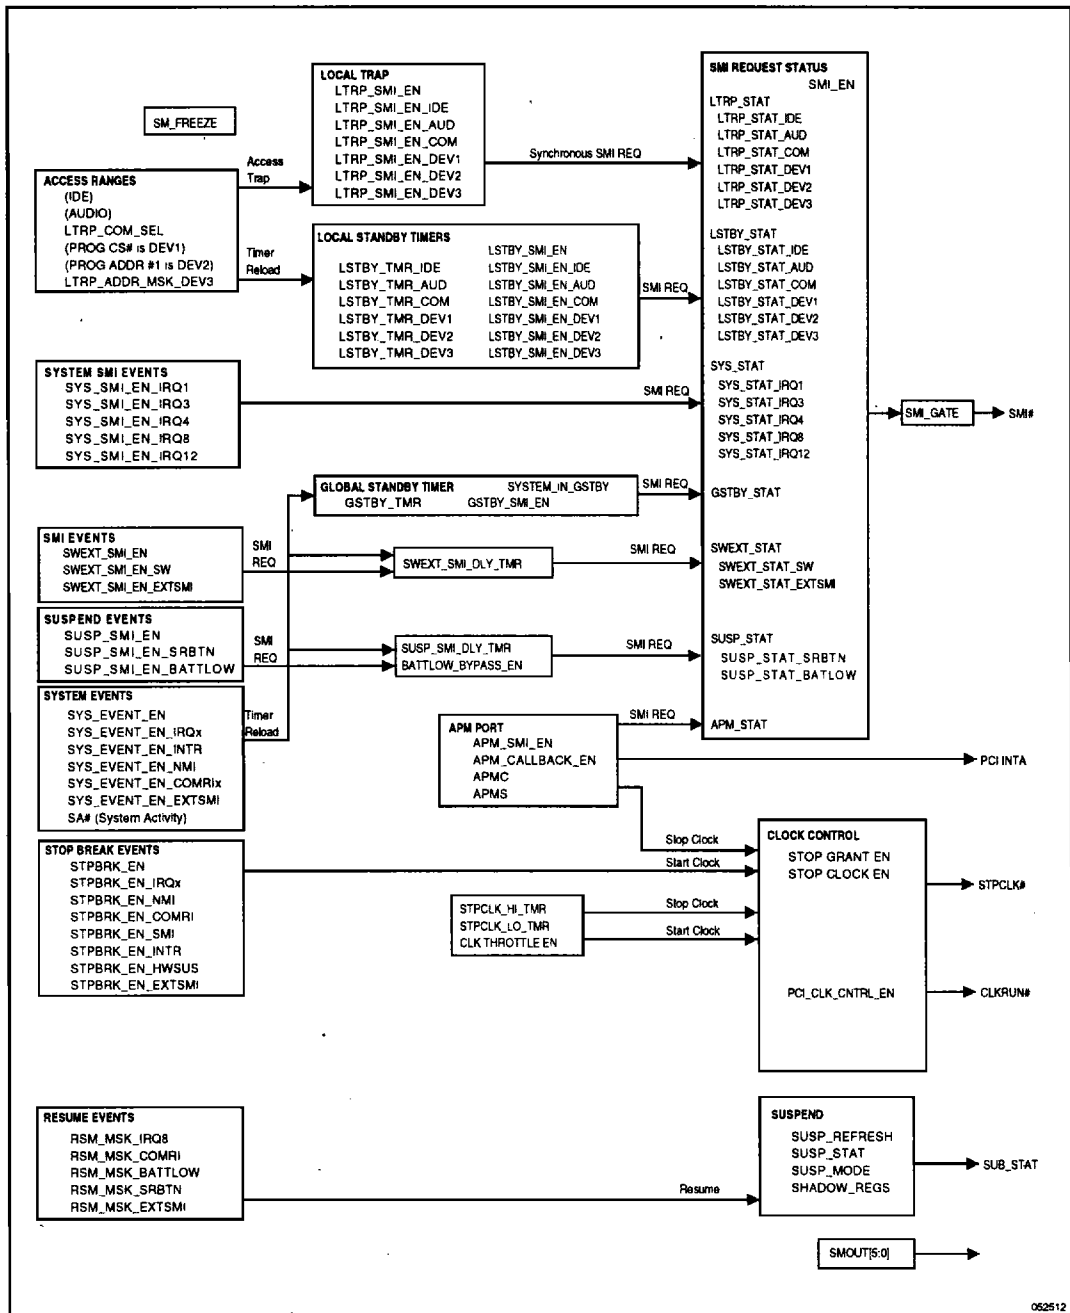 LOCAL TRAP
LTRP_SMI_EN
LTRP_SMI_EN_IDE
LTRP_SMI_EN_AUD
LTRP_SMI_EN_COM
LTRP_SMI_EN_DEV1
LTRP_SMI_EN_DEV2
LTRP_SMI_EN_DEV3
SM_FREEZE
ACCESS RANGES
(IDE)
(AUDIO)
LTRP_COM_SEL
(PROG CS# is DEV1)
(PROG ADDR #1 is DEV2)
LTRP_ADDR_MSK_DEV3
Access
Trap
Timer
Reload
Synchronous SMI REQ
LOCAL STANDBY TIMERS
LSTBY_SMI_EN
LSTBY_TMR_IDE LSTBY_SMI_EN_IDE
LSTBY_TMR_AUD LSTBY_SMI_EN_AUD
LSTBY_TMR_COM LSTBY_SMI_EN_COM
LSTBY_TMR_DEV1 LSTBY_SMI_EN_DEV1
LSTBY_TMR_DEV2 LSTBY_SMI_EN_DEV2
LSTBY_TMR_DEV3 LSTBY_SMI_EN_DEV3
SMI REQ
SYSTEM SMI EVENTS
SYS_SMI_EN_IRQ1
SYS_SMI_EN_IRQ3
SYS_SMI_EN_IRQ4
SYS_SMI_EN_IRQ8
SYS_SMI_EN_IRQ12
SMI REQ
GLOBAL STANDBY TIMER SYSTEM_IN_GSTBY
GSTBY_TMR GSTBY_SMI_EN
SMI REQ
SMI EVENTS
SWEXT_SMI_EN
SWEXT_SMI_EN_SW
SWEXT_SMI_EN_EXTSMI
SMI
REQ
SWEXT_SMI_DLY_TMR
SMI REQ
SUSPEND EVENTS
SUSP_SMI_EN
SUSP_SMI_EN_SRBTN
SUSP_SMI_EN_BATTLOW
SMI
REQ
SUSP_SMI_DLY_TMR
BATTLOW_BYPASS_EN
SMI REQ
SYSTEM EVENTS
SYS_EVENT_EN
SYS_EVENT_EN_IRQx
SYS_EVENT_EN_INTR
SYS_EVENT_EN_NMI
SYS_EVENT_EN_COMRIx
SYS_EVENT_EN_EXTSMI
SA# (System Activity)
Timer
Reload
SMI REQUEST STATUS
SMI_EN
LTRP_STAT
LTRP_STAT_IDE
LTRP_STAT_AUD
LTRP_STAT_COM
LTRP_STAT_DEV1
LTRP_STAT_DEV2
LTRP_STAT_DEV3
LSTBY_STAT
LSTBY_STAT_IDE
LSTBY_STAT_AUD
LSTBY_STAT_COM
LSTBY_STAT_DEV1
LSTBY_STAT_DEV2
LSTBY_STAT_DEV3
SYS_STAT
SYS_STAT_IRQ1
SYS_STAT_IRQ3
SYS_STAT_IRQ4
SYS_STAT_IRQ8
SYS_STAT_IRQ12
GSTBY_STAT
SWEXT_STAT
SWEXT_STAT_SW
SWEXT_STAT_EXTSMI
SUSP_STAT
SUSP_STAT_SRBTN
SUSP_STAT_BATLOW
APM_STAT
SMI_GATE
SMI#
APM PORT
APM_SMI_EN
APM_CALLBACK_EN
APMC
APMS
SMI REQ
PCI INTA
STOP BREAK EVENTS
STPBRK_EN
STPBRK_EN_IRQx
STPBRK_EN_NMI
STPBRK_EN_COMRI
STPBRK_EN_SMI
STPBRK_EN_INTR
STPBRK_EN_HWSUS
STPBRK_EN_EXTSMI
Stop Clock
Start Clock
STPCLK_HI_TMR
STPCLK_LO_TMR
CLK THROTTLE EN
Stop Clock
Start Clock
CLOCK CONTROL
STOP GRANT EN
STOP CLOCK EN
PCI_CLK_CNTRL_EN
STPCLK#
CLKRUN#
RESUME EVENTS
RSM_MSK_IRQ8
RSM_MSK_COMRI
RSM_MSK_BATTLOW
RSM_MSK_SRBTN
RSM_MSK_EXTSMI
Resume
SUSPEND
SUSP_REFRESH
SUSP_STAT
SUSP_MODE
SHADOW_REGS
SUB_STAT
SMOUT[5:0]
052512